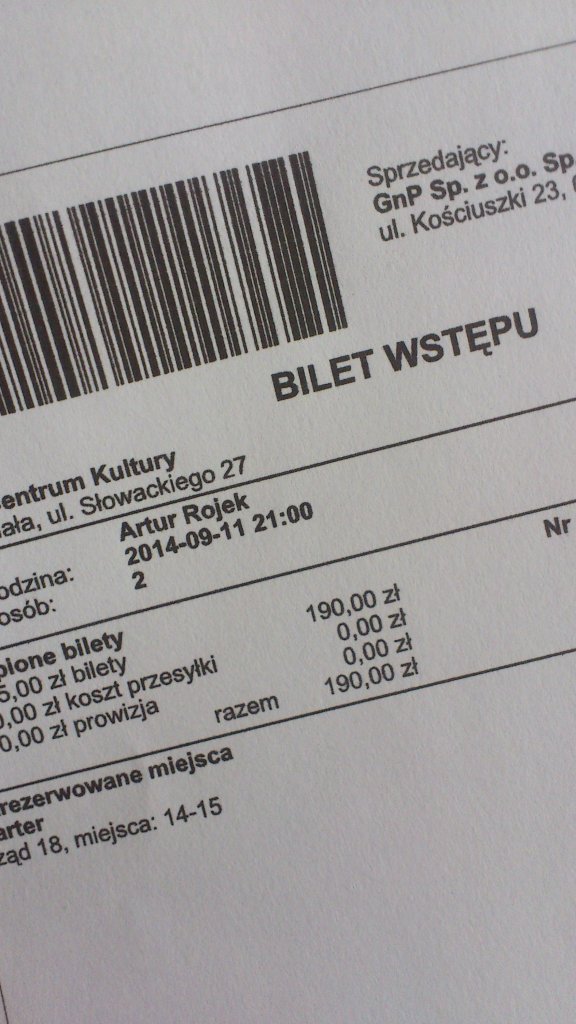 Sprzedający:
GnP Sp. z o.o. Sp.
ul. Kościuszki 23,
BILET WSTĘPU
entrum Kultury
ała, ul. Słowackiego 27
Artur Rojek
odzina: 2014-09-11 21:00
osób: 2
Nr
pione bilety
5,00 zł bilety 190,00 zł
0,00 zł koszt przesyłki 0,00 zł
0,00 zł prowizja 0,00 zł
razem 190,00 zł
rezerwowane miejsca
arter
ząd 18, miejsca: 14-15